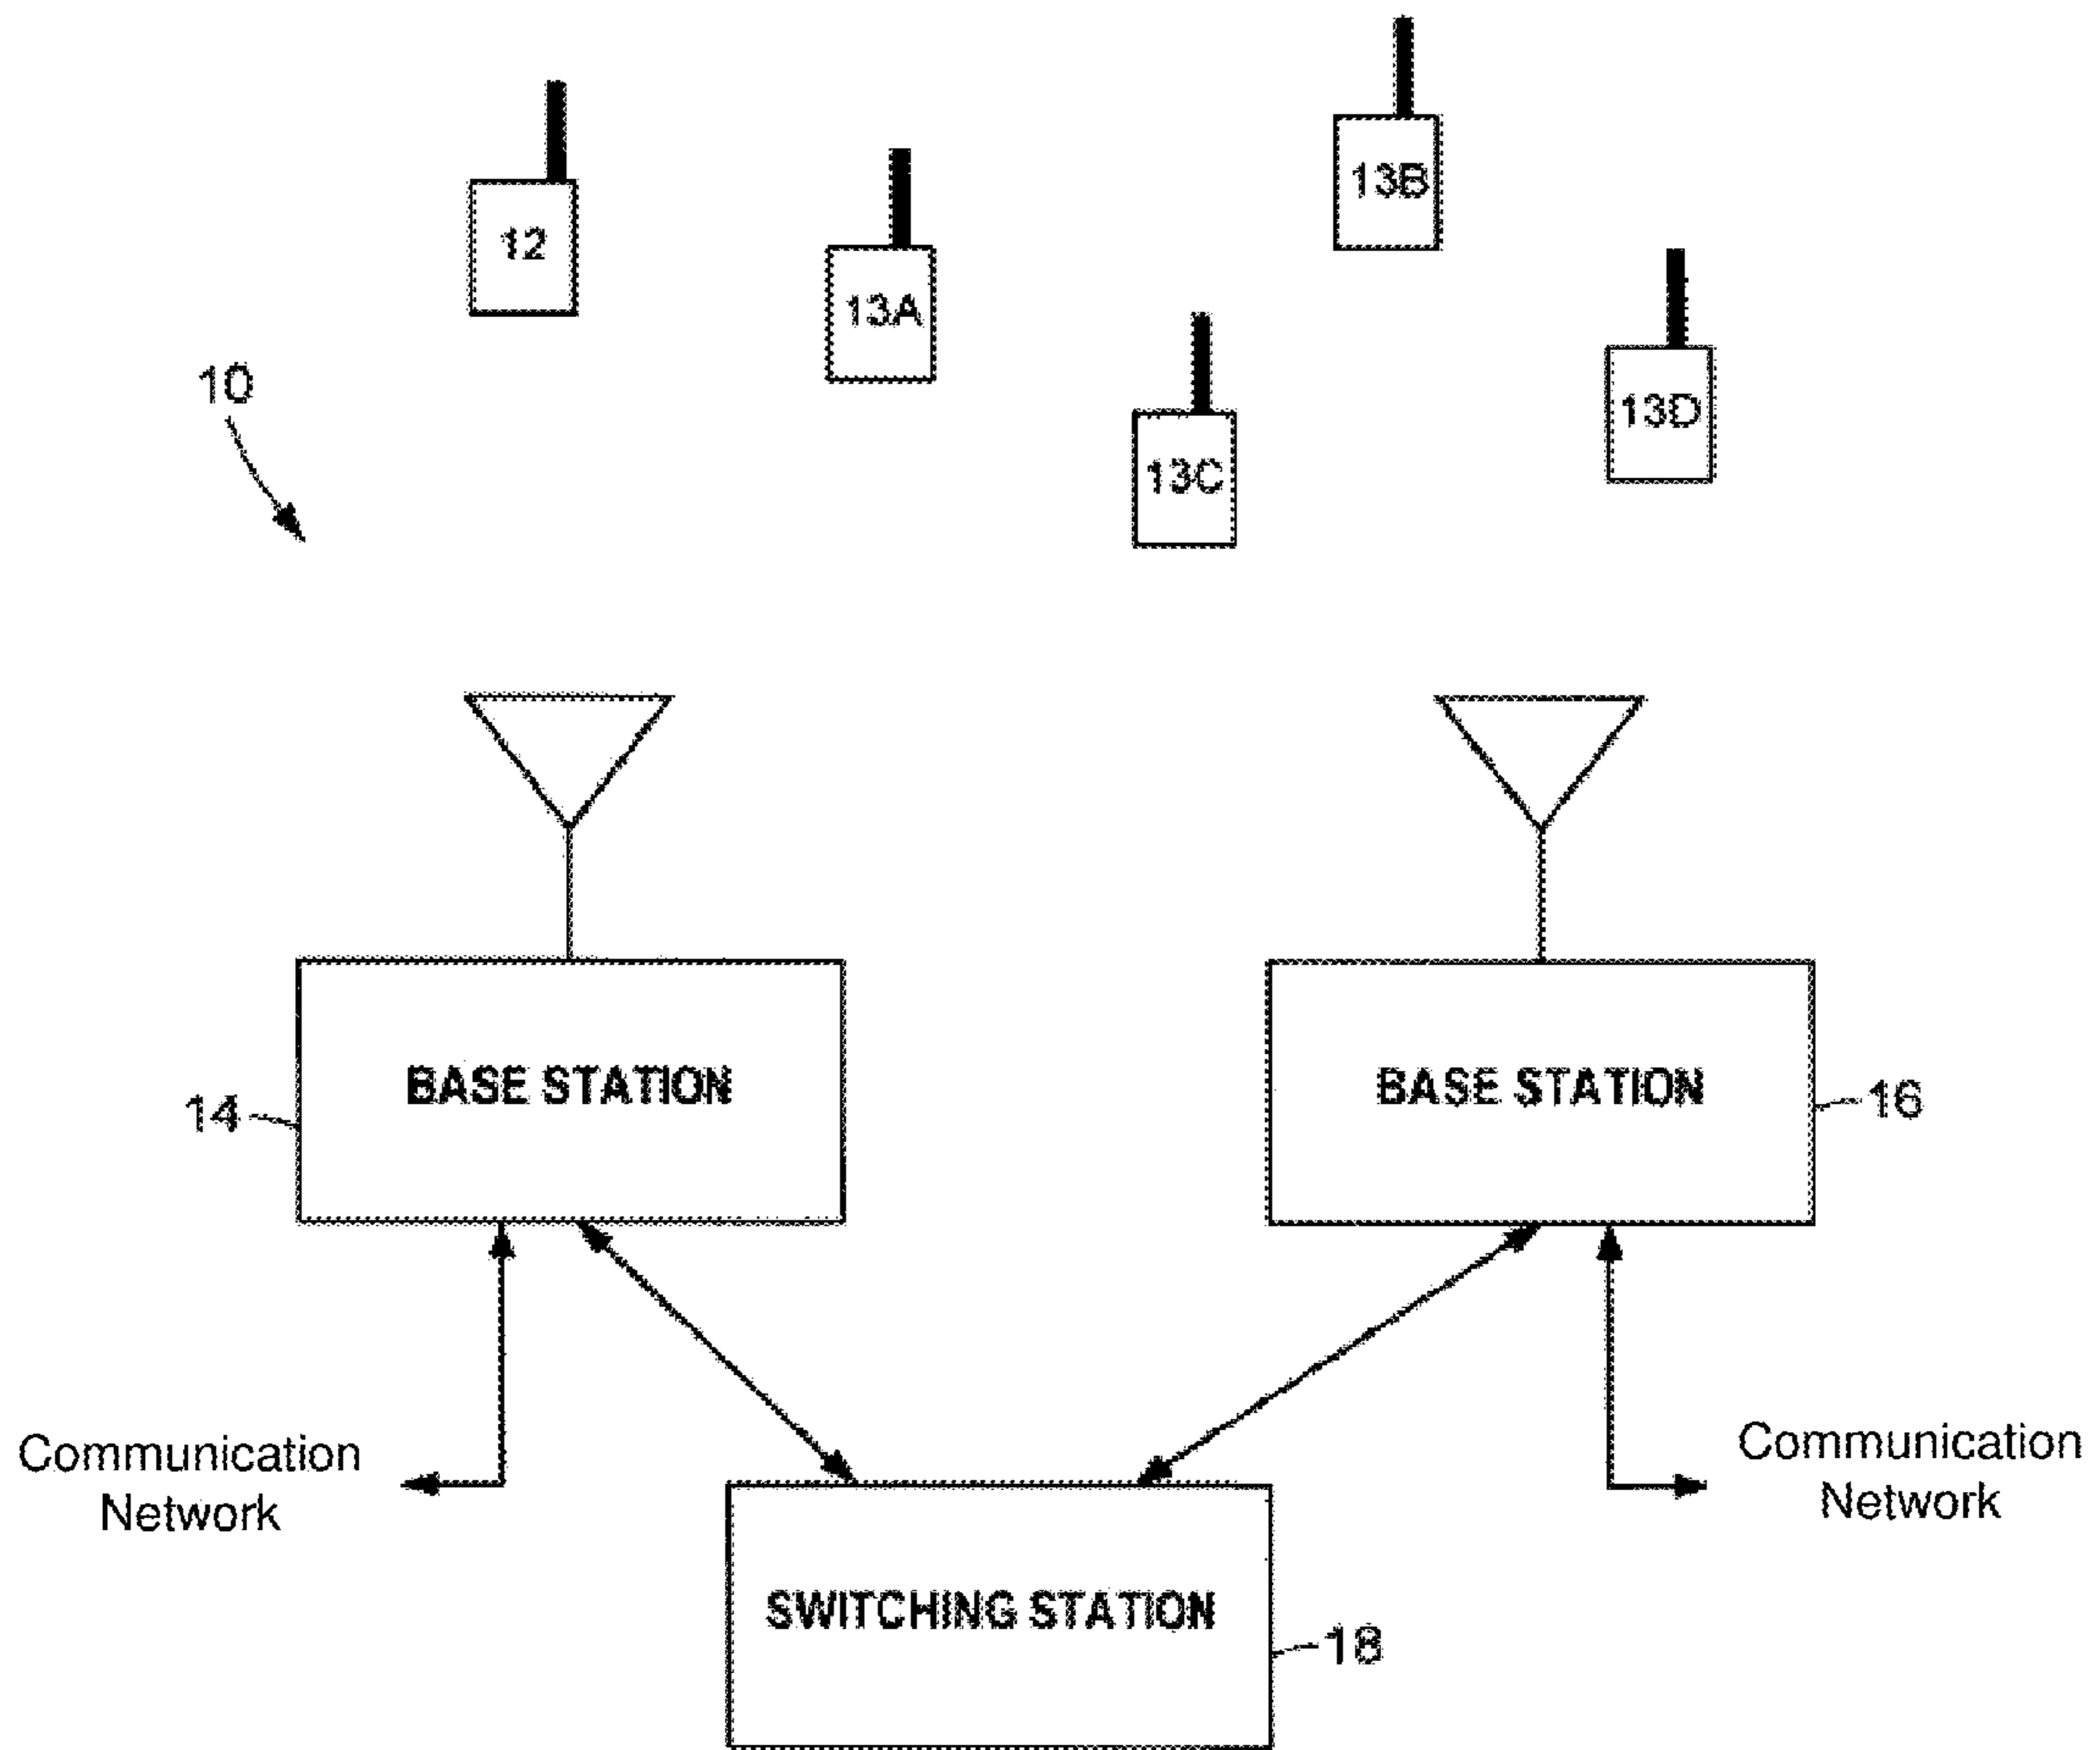 13B
12
13A
10
13D
13C
BASE STATION
BASE STATION
14
16
Communication
Network
Communication
Network
SWITCHING STATION
18